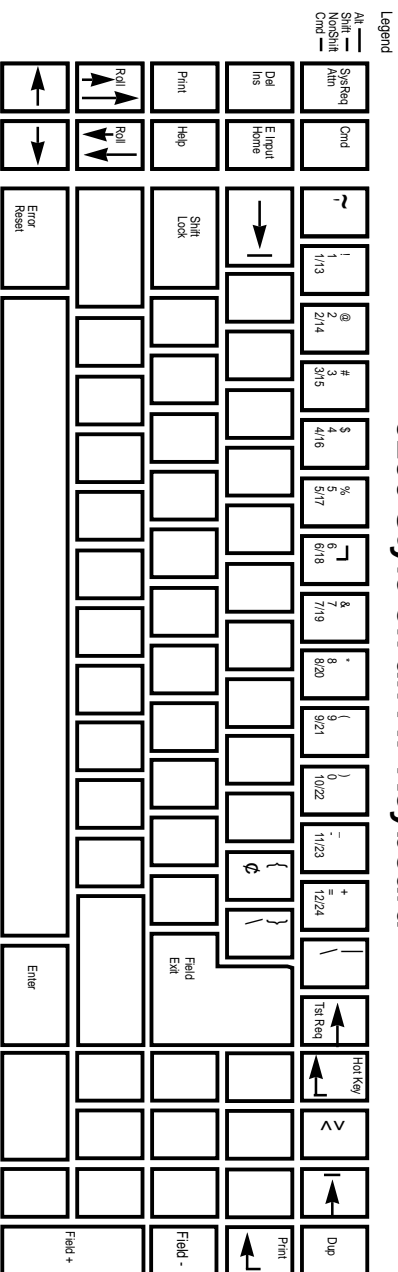 Legend
Alt
Shift
NonShift
Cmd
SysReq
Attn
Cmd
~
'
!
1
1/13
@
2
2/14
#
3
3/15
$
4
4/16
%
5
5/17
¬
6
6/18
&
7
7/19
*
8
8/20
(
9
9/21
)
0
10/22
_
-
11/23
+
=
12/24
|
\
Tst Req
Hot Key
>
<
Dup
Del
Ins
E Input
Home
{
¢
}
\
Print
Print
Help
Shift
Lock
Field
Exit
Field -
Roll
Roll
Error
Reset
Enter
Field +